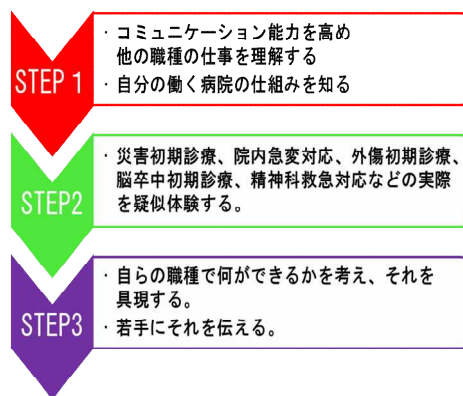 STEP 1
・コミュニケーション能力を高め
他の職種の仕事を理解する
・自分の働く病院の仕組みを知る
STEP2
・災害初期診療、院内急変対応、外傷初期診療、
脳卒中初期診療、精神科救急対応などの実際
を疑似体験する。
STEP3
・自らの職種で何ができるかを考え、それを
具現する。
・若手にそれを伝える。